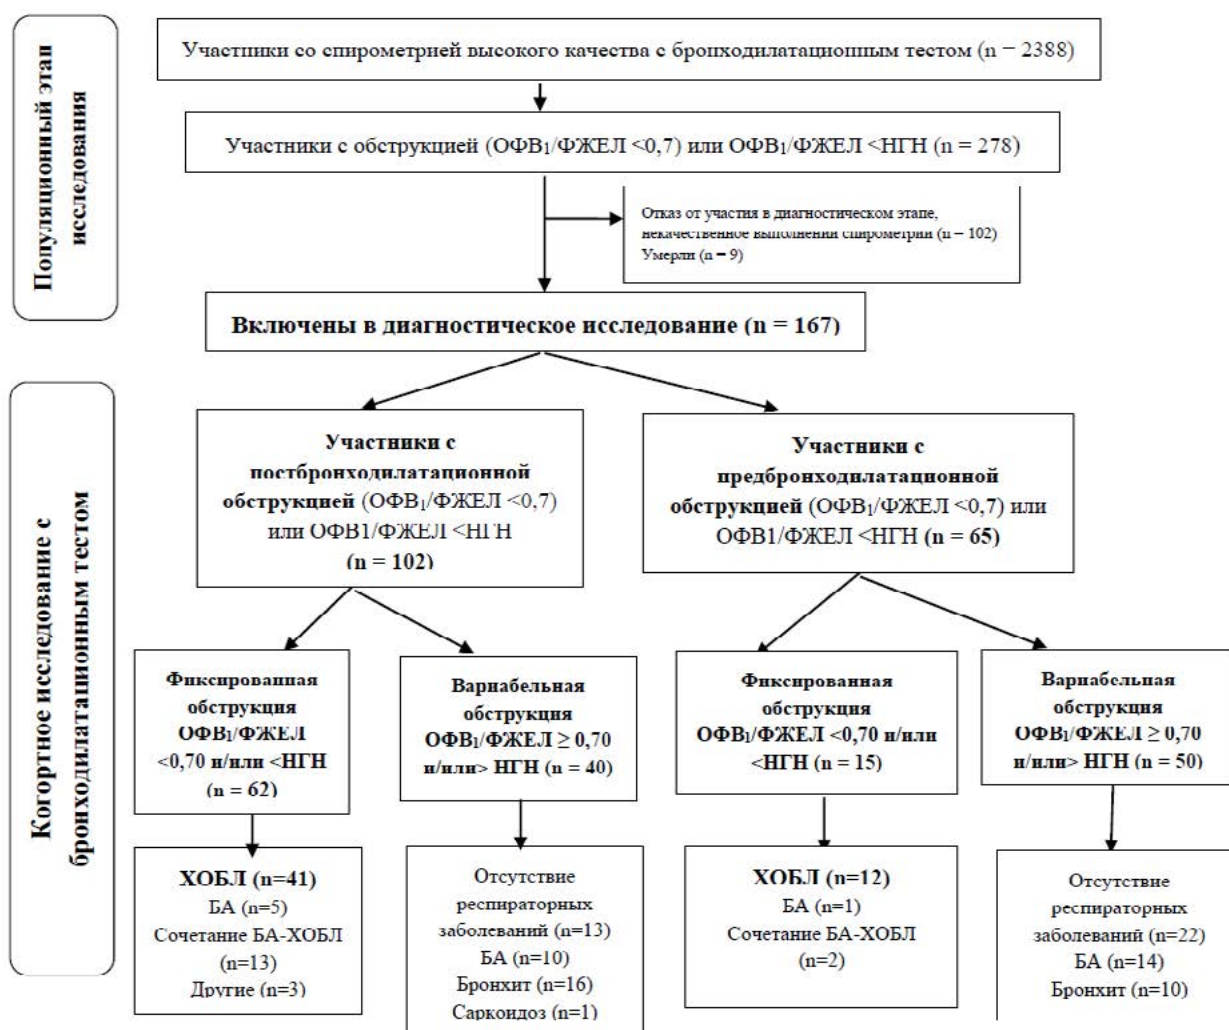 Популяционный этап
исследования
Участники со спирометрией высокого качества с бронходилатационным тестом (n = 2388)
Участники с обструкцией (ОФВ₁/ФЖЕЛ <0,7) или ОФВ₁/ФЖЕЛ <НГН (n = 278)
Отказ от участия в диагностическом этапе,
некачественное выполнении спирометрии (n = 102)
Умерли (n = 9)
Включены в диагностическое исследование (n = 167)
Когортное исследование с
бронходилатационным тестом
Участники с
постбронходилатационной
обструкцией (ОФВ₁/ФЖЕЛ <0,7)
или ОФВ1/ФЖЕЛ <НГН
(n = 102)
Участники с
предбронходилатационной
обструкцией (ОФВ₁/ФЖЕЛ <0,7) или
ОФВ1/ФЖЕЛ <НГН (n = 65)
Фиксированная
обструкция
ОФВ₁/ФЖЕЛ
<0,70 и/или <НГН
(n = 62)
Вариабельная
обструкция
ОФВ₁/ФЖЕЛ ≥ 0,70
и/или> НГН (n = 40)
Фиксированная
обструкция
ОФВ₁/ФЖЕЛ <0,70 и/или
<НГН (n = 15)
Вариабельная
обструкция
ОФВ₁/ФЖЕЛ ≥ 0,70
и/или> НГН (n = 50)
ХОБЛ (n=41)
БА (n=5)
Сочетание БА-ХОБЛ
(n=13)
Другие (n=3)
Отсутствие
респираторных
заболеваний (n=13)
БА (n=10)
Бронхит (n=16)
Саркоидоз (n=1)
ХОБЛ (n=12)
БА (n=1)
Сочетание БА-ХОБЛ
(n=2)
Отсутствие
респираторных
заболеваний (n=22)
БА (n=14)
Бронхит (n=10)